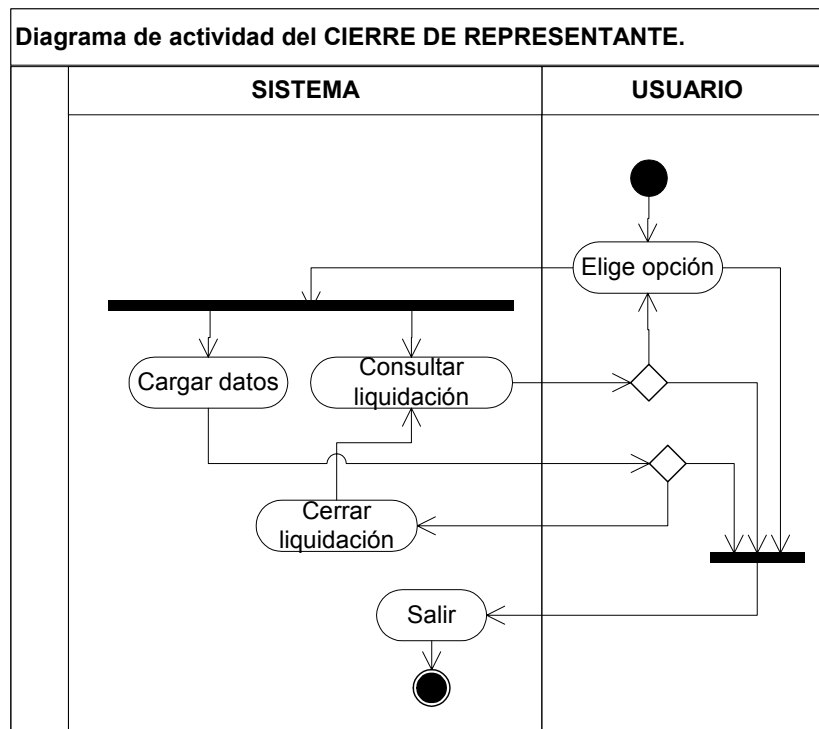 Diagrama de actividad del CIERRE DE REPRESENTANTE.
SISTEMA
USUARIO
Elige opción
Cargar datos
Consultar
liquidación
Cerrar
liquidación
Salir